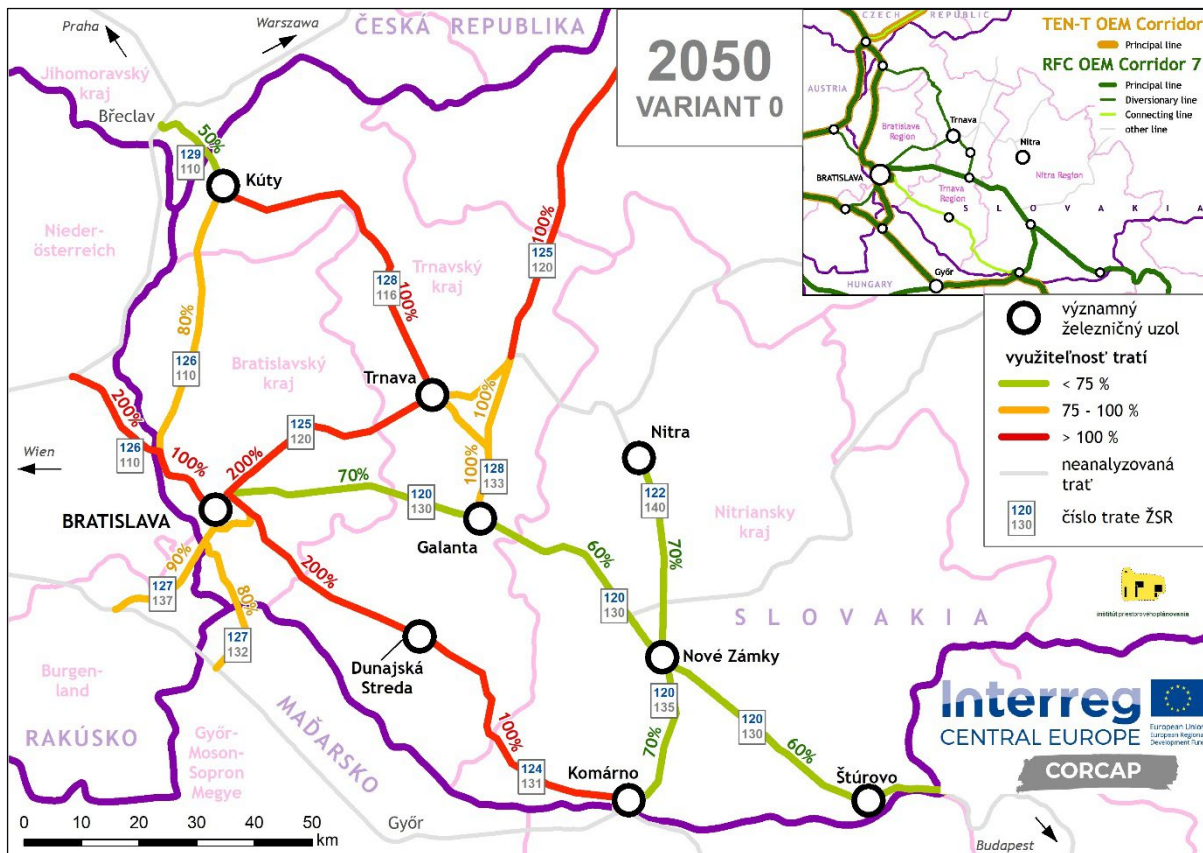 Praha
Warszawa
ČESKÁ REPUBLIKA
Jihomoravský
kraj
Břeclav
50%
129
110
Kúty
2050
VARIANT 0
CZECH REPUBLIC
TEN-T OEM Corridor
Principal line
RFC OEM Corridor 7
Principal line
Diversionary line
Connecting line
other line
AUSTRIA
Bratislava
Region
Trnava
Nitra
BRATISLAVA
Trnava
Region
Nitra Region
SLOVAKIA
Győr
HUNGARY
Nieder-
österreich
Trnavský
kraj
128
116
100%
100%
125
120
80%
126
110
Bratislavský
kraj
Trnava
100%
200%
126
110
100%
200%
125
120
Wien
BRATISLAVA
70%
120
130
100%
128
133
Galanta
Nitra
122
140
70%
Nitriansky
kraj
60%
120
130
významný
železničný uzol
využiteľnosť tratí
< 75 %
75 - 100 %
> 100 %
neanalyzovaná
trať
120
130
číslo trate ŽSR
inštitút priestorového plánovania
90%
127
137
80%
127
132
200%
Dunajská
Streda
SLOVAKIA
Nové Zámky
120
135
70%
120
130
60%
Burgen-
land
RAKÚSKO
Győr-
Moson-
Sopron
Megye
MAĎARSKO
100%
124
131
Komárno
Štúrovo
Győr
Budapest
0 10 20 30 40 50
km
Interreg
CENTRAL EUROPE
European Union
European Regional
Development Fund
CORCAP